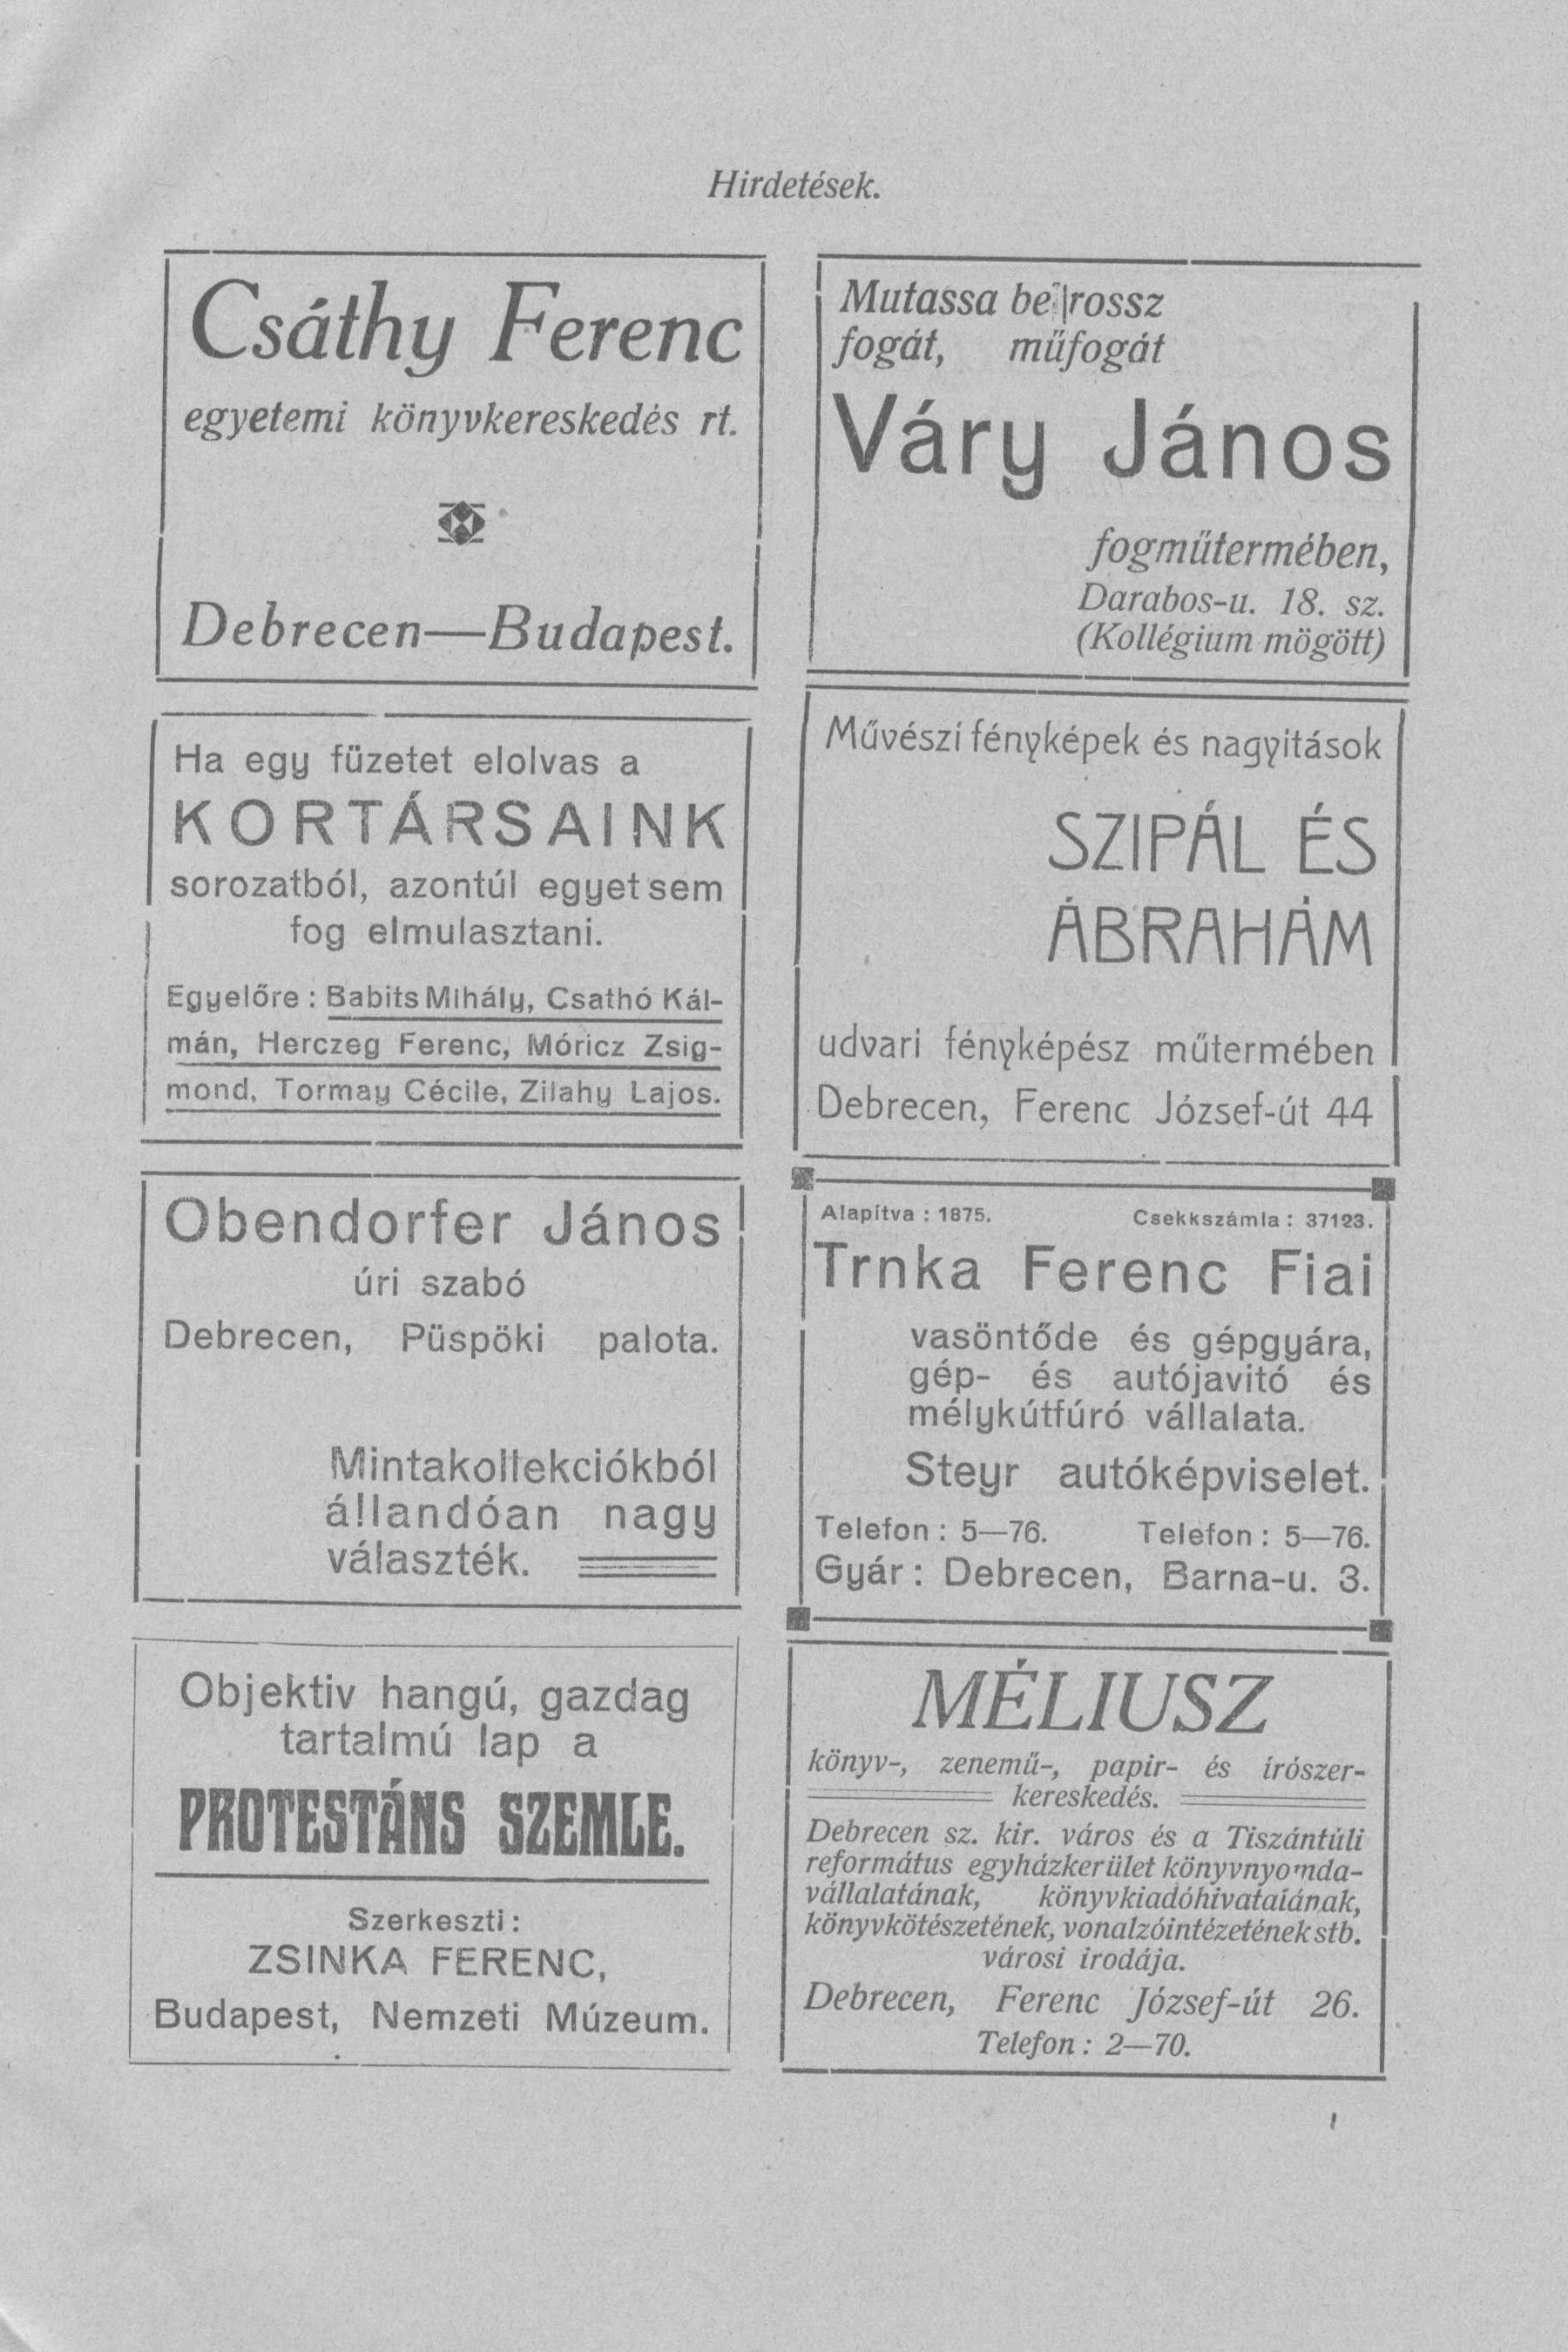 Hirdetések.
Csáthy Ferenc
egyetemi könyvkereskedés rt.
Debrecen—Budapest.
Ha egy füzetet elolvas a
KORTÁRSAINK
sorozatból, azontúl egyet sem
fog elmulasztani.
Egyelőre : Babits Mihály, Csathó Kál-
mán, Herczeg Ferenc, Móricz Zsig-
mond, Tormay Cécile, Zilahy Lajos.
Obendorfer János
úri szabó
Debrecen, Püspöki palota.
Mintakollekciókból
állandóan nagy
választék.
Objektiv hangú, gazdag
tartalmú lap a
PROTESTÁNS SZEMLE.
Szerkeszti :
ZSINKA FERENC,
Budapest, Nemzeti Múzeum.
Mutassa be rossz
fogát, műfogát
Váry János
fogműtermében,
Darabos-u. 18. sz.
(Kollégium mögött)
Művészi fényképek és nagyitások
SZIPÁL ÉS
ÁBRAHÁM
udvari fényképész műtermében
Debrecen, Ferenc József-út 44
Alapítva : 1875. Csekkszámla : 37123.
Trnka Ferenc Fiai
vasöntőde és gépgyára,
gép- és autójavitó és
mélykútfúró vállalata.
Steyr autóképviselet.
Telefon : 5—76. Telefon : 5—76.
Gyár : Debrecen, Barna-u. 3.
MÉLIUSZ
könyv-, zenemű-, papir- és írószer-
kereskedés.
Debrecen sz. kir. város és a Tiszántúli
református egyházkerület könyvnyomda-
vállalatának, könyvkiadóhivatalának,
könyvkötészetének, vonalzóintézetének stb.
városi irodája.
Debrecen, Ferenc József-út 26.
Telefon : 2—70.